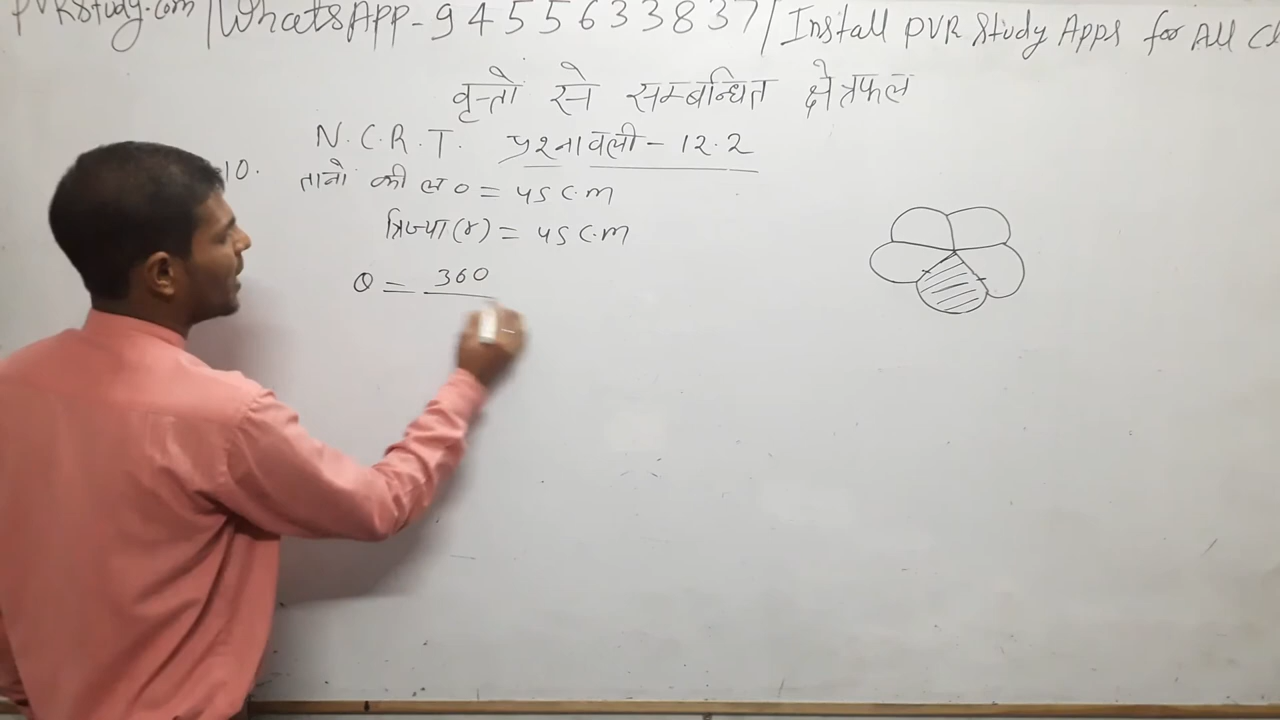 PVRStudy.com / WhatsApp - 9455633837 / Install PVR Study Apps for All Cl
वृत्तो से सम्बन्धित क्षेत्रफल
N.C.R.T. प्रश्नावली - 12.2
10. तानो की ल० = 45 c.m
त्रिज्या (r) = 45 c.m
θ = 360